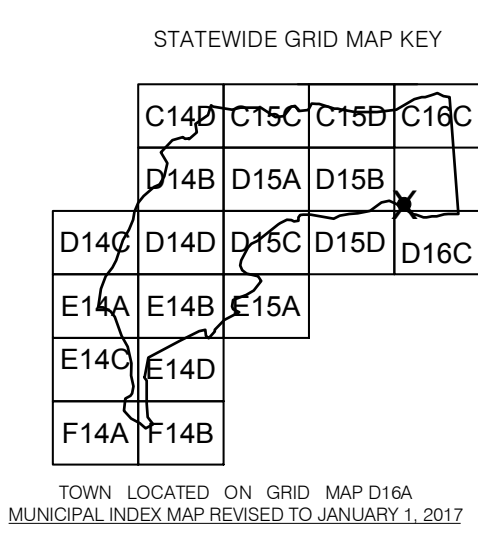 STATEWIDE GRID MAP KEY
C14D C15C C15D C16C
D14B D15A D15B
D14C D14D D15C D15D D16C
E14A E14B E15A
E14C E14D
F14A F14B
TOWN LOCATED ON GRID MAP D16A
MUNICIPAL INDEX MAP REVISED TO JANUARY 1, 2017